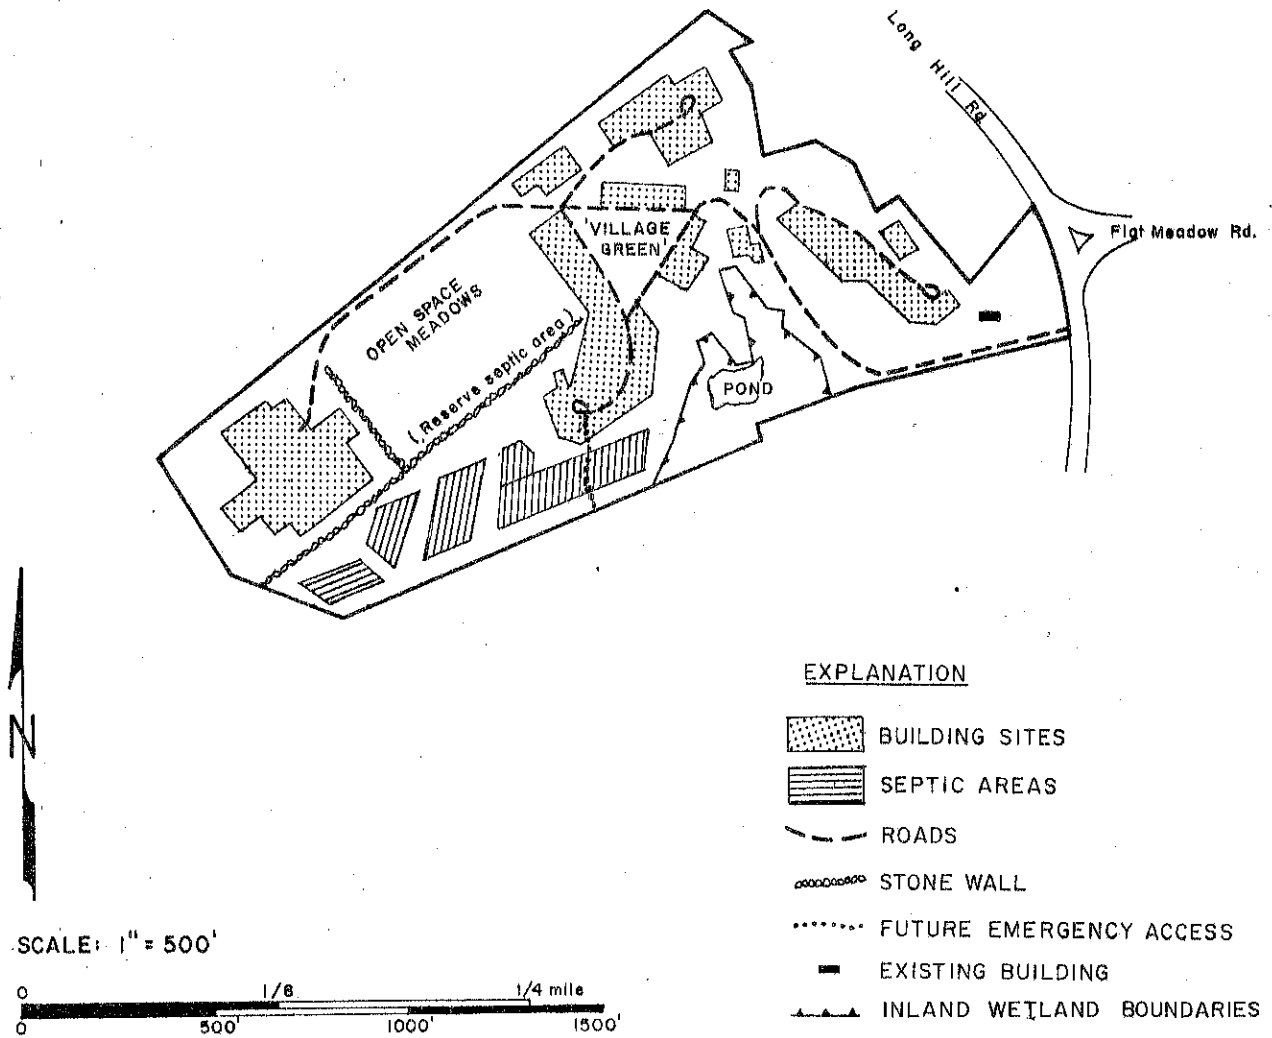 Long Hill Rd
Flat Meadow Rd.
'VILLAGE
GREEN'
OPEN SPACE
MEADOWS
(Reserve septic area)
POND
N
EXPLANATION
BUILDING SITES
SEPTIC AREAS
ROADS
STONE WALL
FUTURE EMERGENCY ACCESS
EXISTING BUILDING
INLAND WETLAND BOUNDARIES
SCALE: 1" = 500'
0 1/8 1/4 mile
0 500' 1000' 1500'